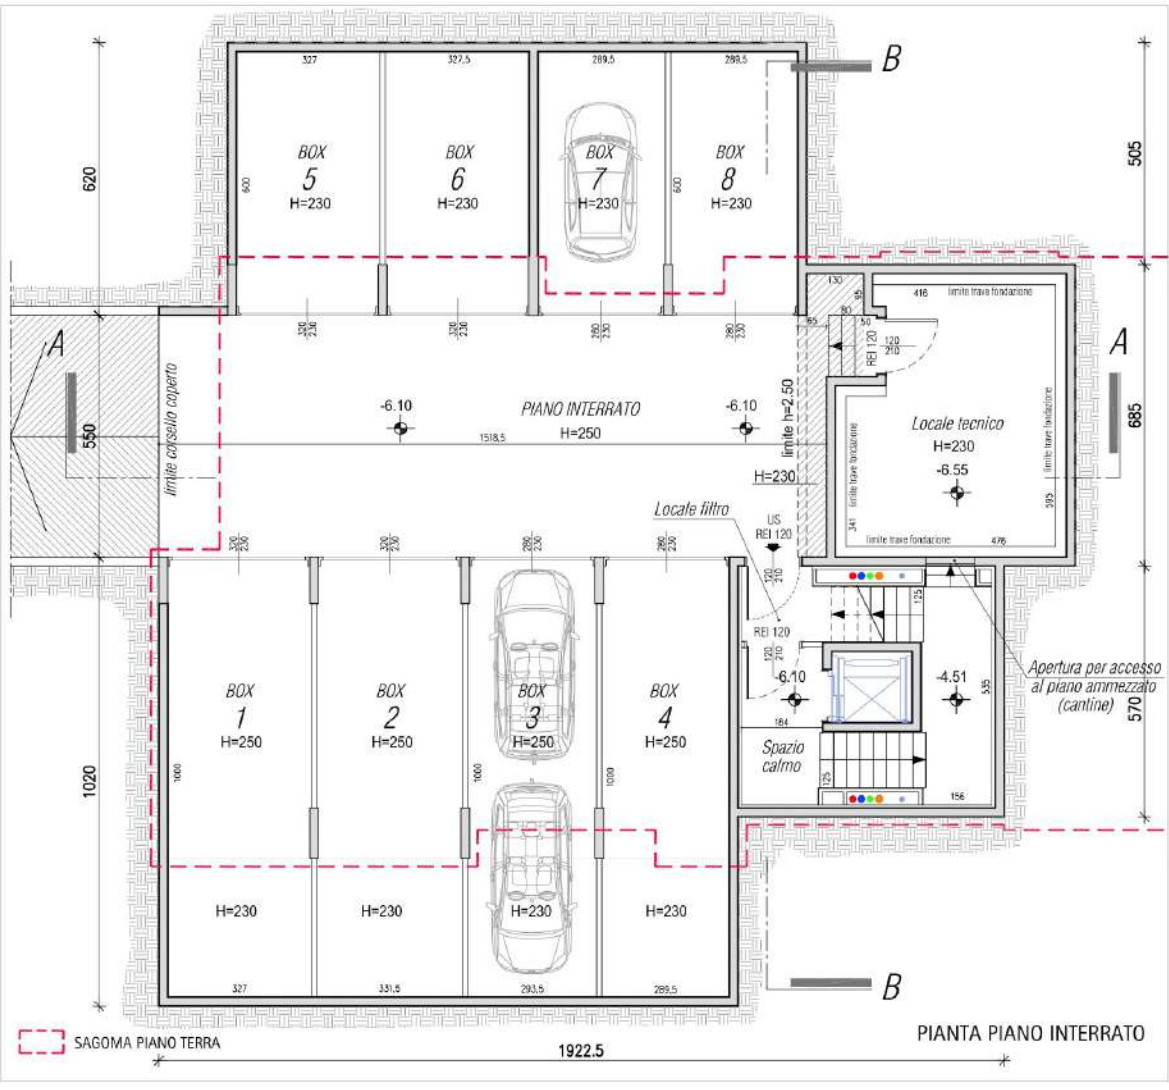 327
327,5
289,5
289,5
B
BOX
5
H=230
BOX
6
H=230
BOX
7
H=230
BOX
8
H=230
600
600
620
505
130
95
416
limite trave fondazione
320
230
320
230
260
230
260
230
65
80
50
REI 120
120
210
A
A
limite corsello coperto
550
-6.10
PIANO INTERRATO
H=250
-6.10
1518,5
limite h=2.50
H=230
Locale tecnico
H=230
-6.55
limite trave fondazione
limite trave fondazione
341
595
limite trave fondazione
476
685
Locale filtro
US
REI 120
320
230
320
230
260
230
260
230
120
210
REI 120
120
210
125
-6.10
-4.51
535
Apertura per accesso
al piano ammezzato
(cantine)
570
184
Spazio
calmo
125
156
BOX
1
H=250
BOX
2
H=250
BOX
3
H=250
BOX
4
H=250
1000
1000
1000
1020
H=230
H=230
H=230
H=230
327
331,5
293,5
289,5
B
SAGOMA PIANO TERRA
PIANTA PIANO INTERRATO
1922.5